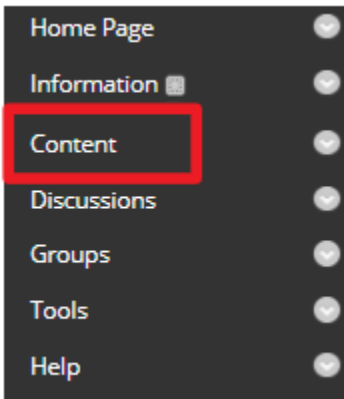 Home Page
Information
Content
Discussions
Groups
Tools
Help